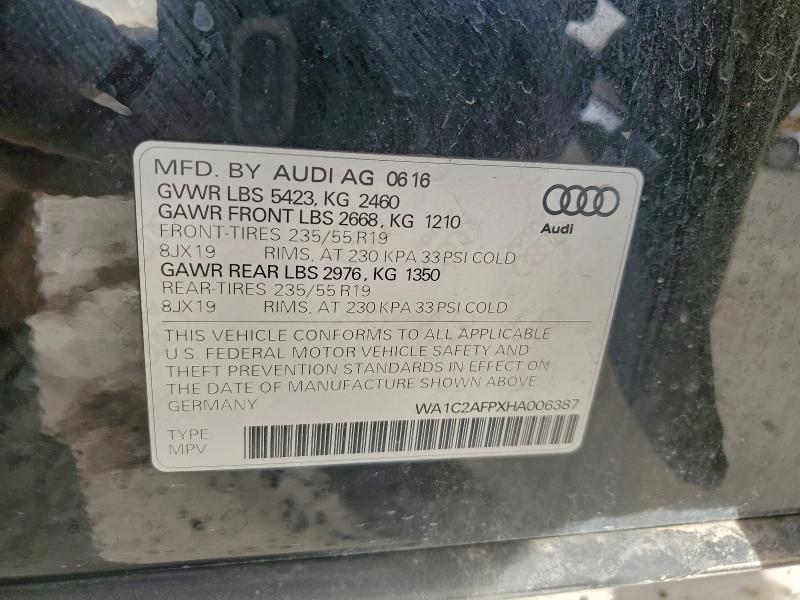 MFD. BY AUDI AG 0616
GVWR LBS 5423, KG 2460
GAWR FRONT LBS 2668, KG 1210
FRONT-TIRES 235/55 R19
8JX19 RIMS, AT 230 KPA 33 PSI COLD
GAWR REAR LBS 2976, KG 1350
REAR-TIRES 235/55 R19
8JX19 RIMS, AT 230 KPA 33 PSI COLD
Audi
THIS VEHICLE CONFORMS TO ALL APPLICABLE
U.S. FEDERAL MOTOR VEHICLE SAFETY AND
THEFT PREVENTION STANDARDS IN EFFECT ON
THE DATE OF MANUFACTURE SHOWN ABOVE
GERMANY WA1C2AFPXHA006387
TYPE:
MPV